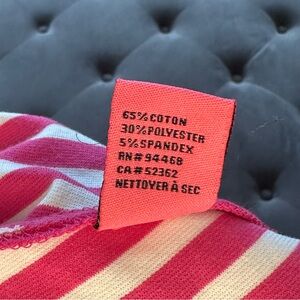 65% COTON
30% POLYESTER
5% SPANDEX
RN# 94468
CA# 52362
NETTOYER À SEC